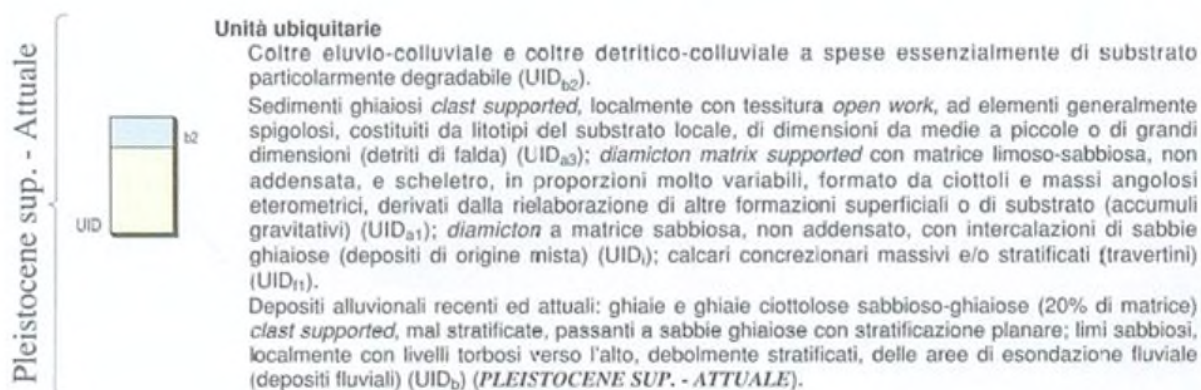 Pleistocene sup. - Attuale
UID
b2
Unità ubiquitarie
Coltre eluvio-colluviale e coltre detritico-colluviale a spese essenzialmente di substrato
particolarmente degradabile (UIDb2).
Sedimenti ghiaiosi clast supported, localmente con tessitura open work, ad elementi generalmente
spigolosi, costituiti da litotipi del substrato locale, di dimensioni da medie a piccole o di grandi
dimensioni (detriti di falda) (UIDa3); diamicton matrix supported con matrice limoso-sabbiosa, non
addensata, e scheletro, in proporzioni molto variabili, formato da ciottoli e massi angolosi
eterometrici, derivati dalla rielaborazione di altre formazioni superficiali o di substrato (accumuli
gravitativi) (UIDa1); diamicton a matrice sabbiosa, non addensato, con intercalazioni di sabbie
ghiaiose (depositi di origine mista) (UIDi); calcari concrezionari massivi e/o stratificati (travertini)
(UIDf1).
Depositi alluvionali recenti ed attuali: ghiaie e ghiaie ciottolose sabbioso-ghiaiose (20% di matrice)
clast supported, mal stratificate, passanti a sabbie ghiaiose con stratificazione planare; limi sabbiosi,
localmente con livelli torbosi verso l'alto, debolmente stratificati, delle aree di esondazione fluviale
(depositi fluviali) (UIDb) (PLEISTOCENE SUP. - ATTUALE).